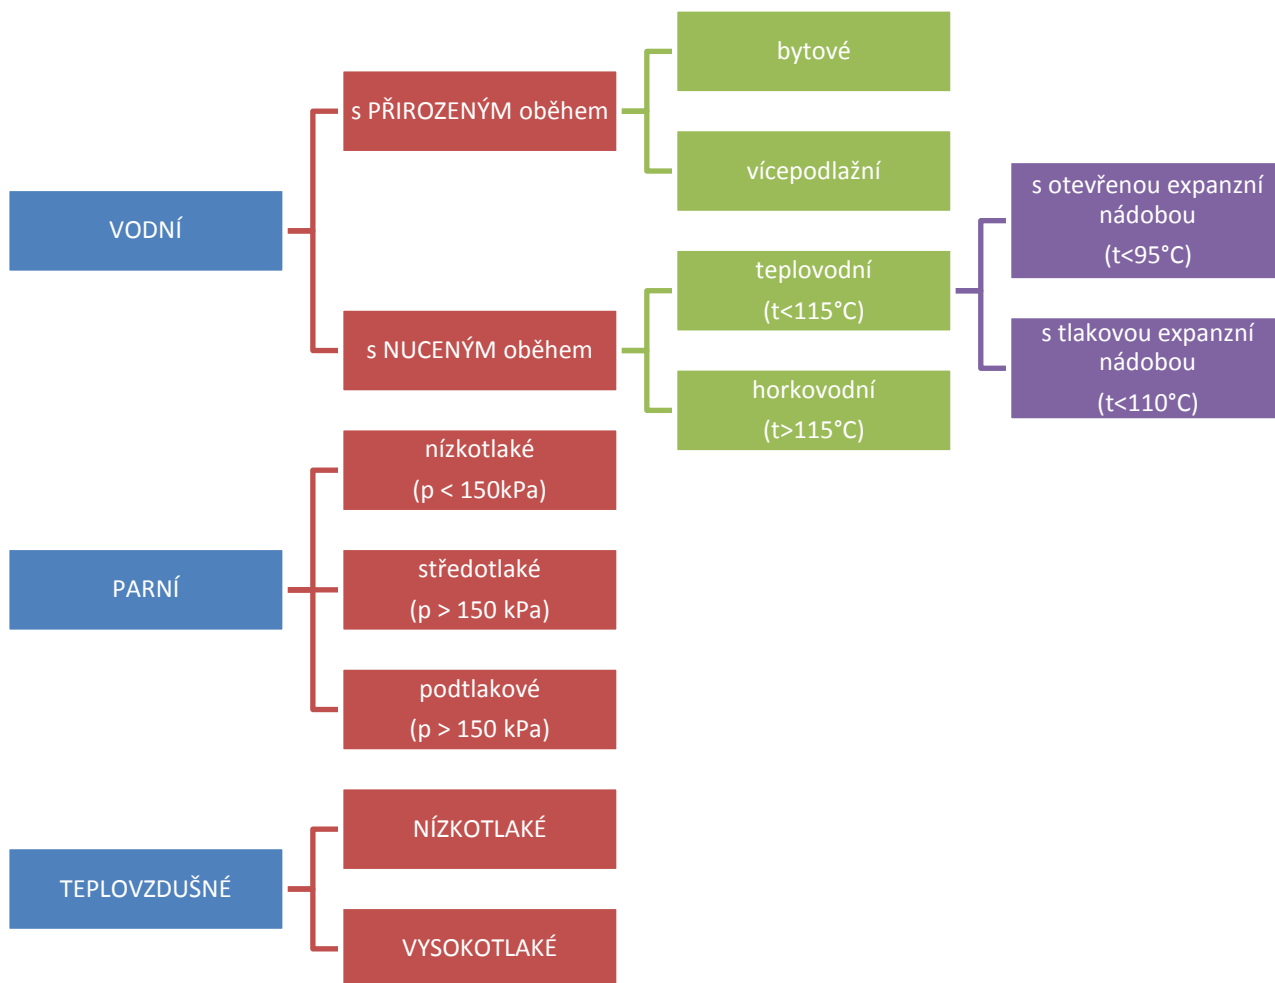 VODNÍ
s PŘIROZENÝM oběhem
bytové
vícepodlažní
s NUCENÝM oběhem
teplovodní
(t<115°C)
s otevřenou expanzní
nádobou
(t<95°C)
s tlakovou expanzní
nádobou
(t<110°C)
horkovodní
(t>115°C)
PARNÍ
nízkotlaké
(p < 150kPa)
středotlaké
(p > 150 kPa)
podtlakové
(p > 150 kPa)
TEPLOVZDUŠNÉ
NÍZKOTLAKÉ
VYSOKOTLAKÉ